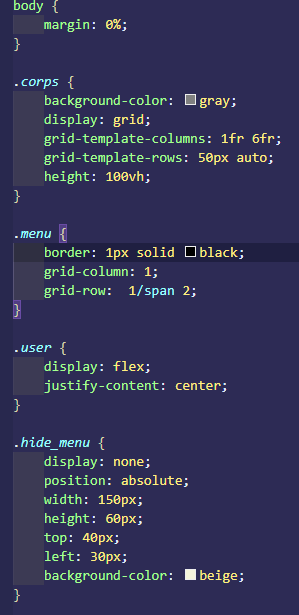 body {
margin: 0%;
}
.corps {
background-color: gray;
display: grid;
grid-template-columns: 1fr 6fr;
grid-template-rows: 50px auto;
height: 100vh;
}
.menu {
border: 1px solid black;
grid-column: 1;
grid-row:  1/span 2;
}
.user {
display: flex;
justify-content: center;
}
.hide_menu {
display: none;
position: absolute;
width: 150px;
height: 60px;
top: 40px;
left: 30px;
background-color: beige;
}